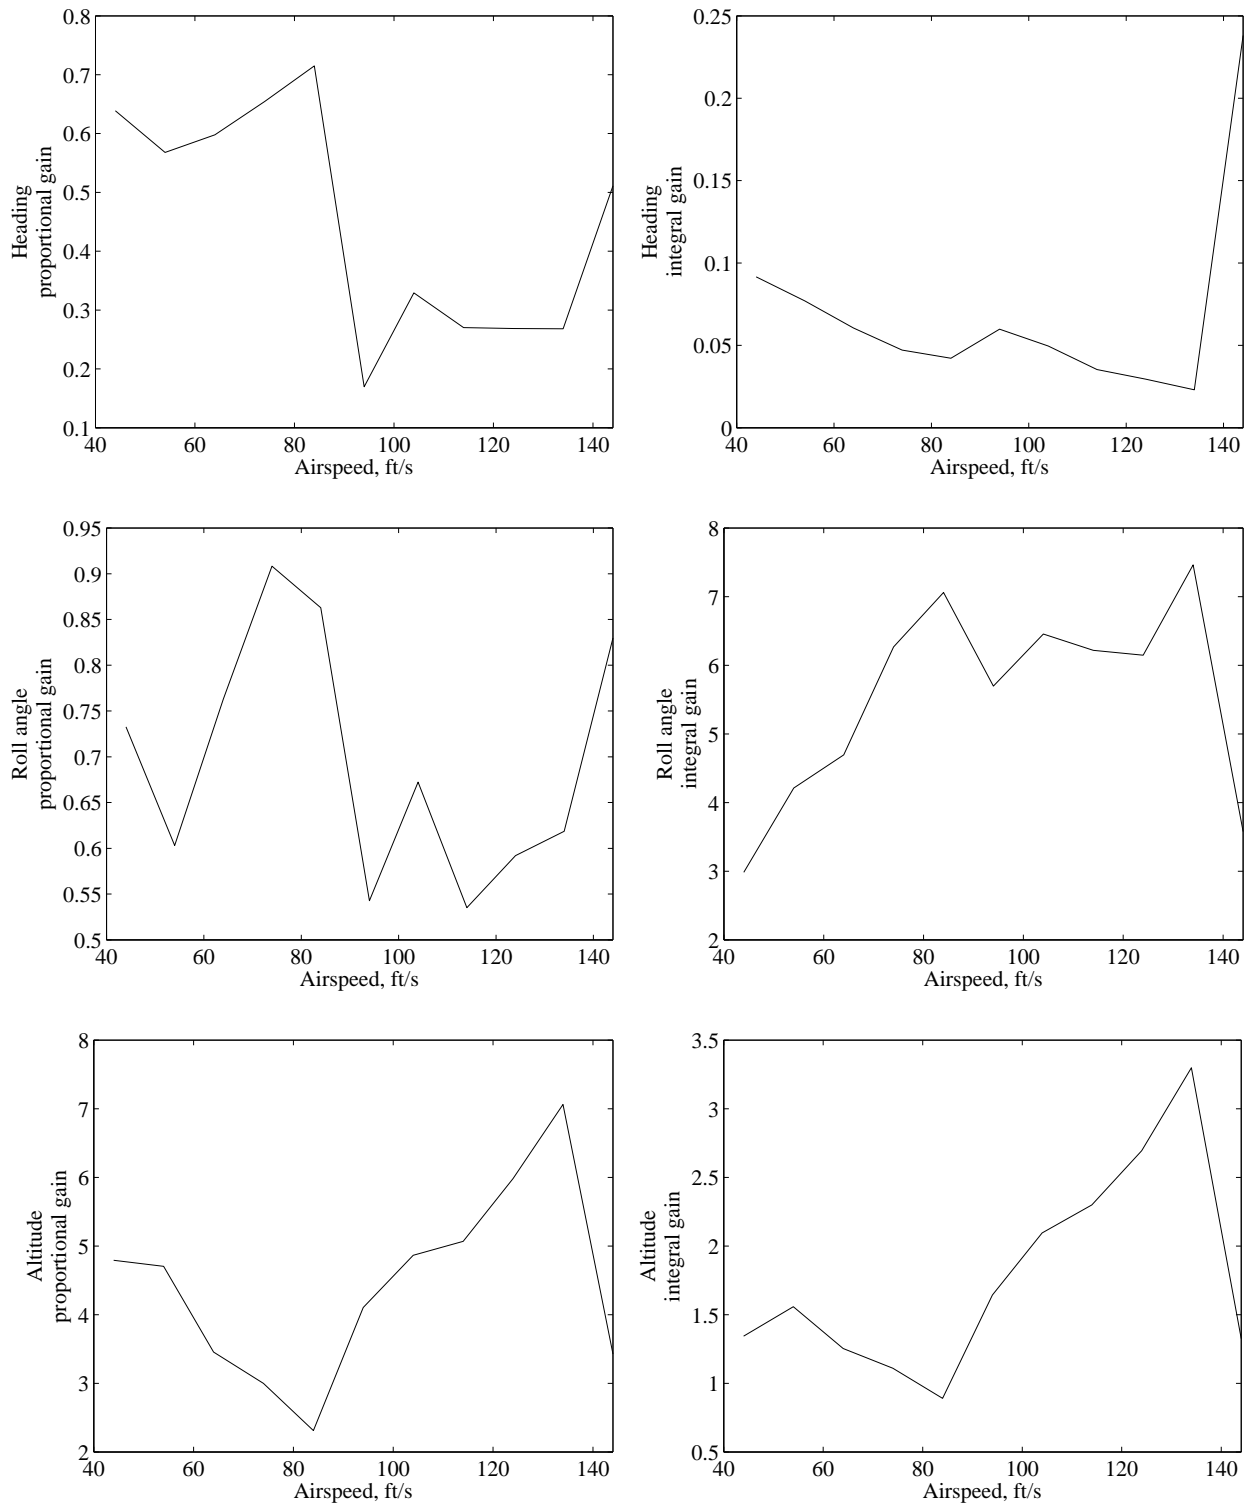 0.8
0.7
0.6
0.5
0.4
0.3
0.2
0.1
40 60 80 100 120 140
Airspeed, ft/s
Heading
proportional gain
0.25
0.2
0.15
0.1
0.05
0
40 60 80 100 120 140
Airspeed, ft/s
Heading
integral gain
0.95
0.9
0.85
0.8
0.75
0.7
0.65
0.6
0.55
0.5
40 60 80 100 120 140
Airspeed, ft/s
Roll angle
proportional gain
8
7
6
5
4
3
2
40 60 80 100 120 140
Airspeed, ft/s
Roll angle
integral gain
8
7
6
5
4
3
2
40 60 80 100 120 140
Airspeed, ft/s
Altitude
proportional gain
3.5
3
2.5
2
1.5
1
0.5
40 60 80 100 120 140
Airspeed, ft/s
Altitude
integral gain